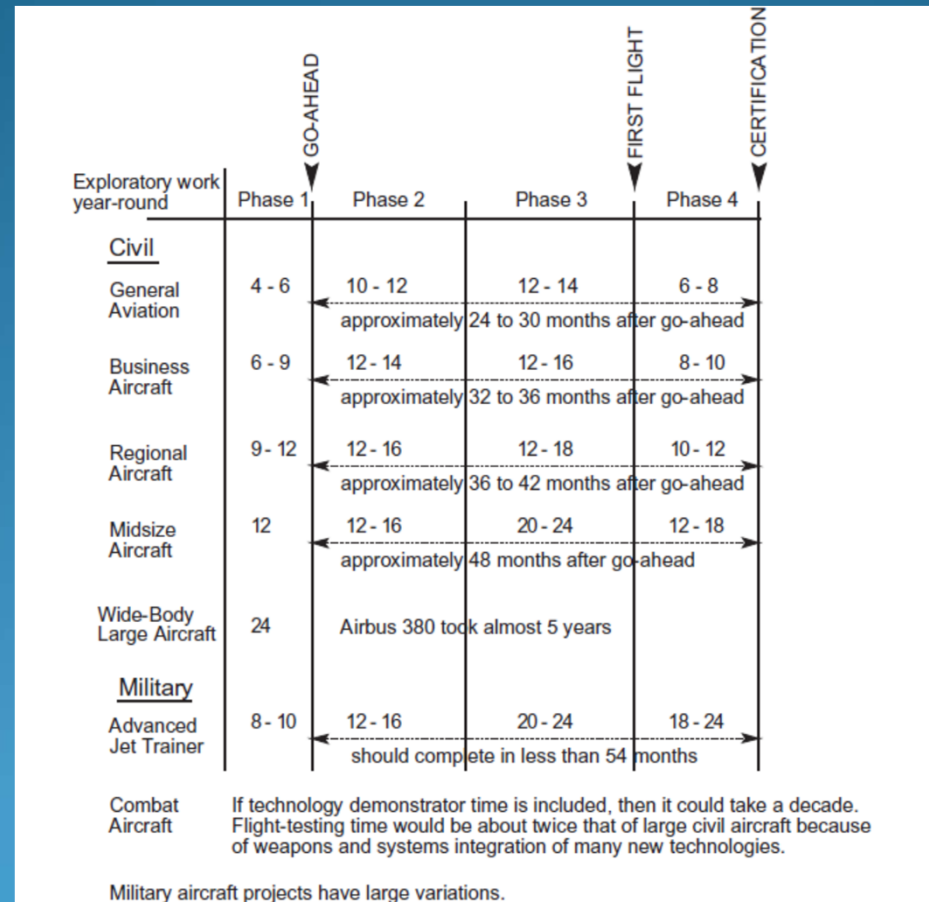 GO-AHEAD
FIRST FLIGHT
CERTIFICATION
Exploratory work
year-round
Phase 1
Phase 2
Phase 3
Phase 4
Civil
General
Aviation
4 - 6
10 - 12
12 - 14
6 - 8
approximately 24 to 30 months after go-ahead
Business
Aircraft
6 - 9
12 - 14
12 - 16
8 - 10
approximately 32 to 36 months after go-ahead
Regional
Aircraft
9 - 12
12 - 16
12 - 18
10 - 12
approximately 36 to 42 months after go-ahead
Midsize
Aircraft
12
12 - 16
20 - 24
12 - 18
approximately 48 months after go-ahead
Wide-Body
Large Aircraft
24
Airbus 380 took almost 5 years
Military
Advanced
Jet Trainer
8 - 10
12 - 16
20 - 24
18 - 24
should complete in less than 54 months
Combat
Aircraft
If technology demonstrator time is included, then it could take a decade.
Flight-testing time would be about twice that of large civil aircraft because
of weapons and systems integration of many new technologies.
Military aircraft projects have large variations.